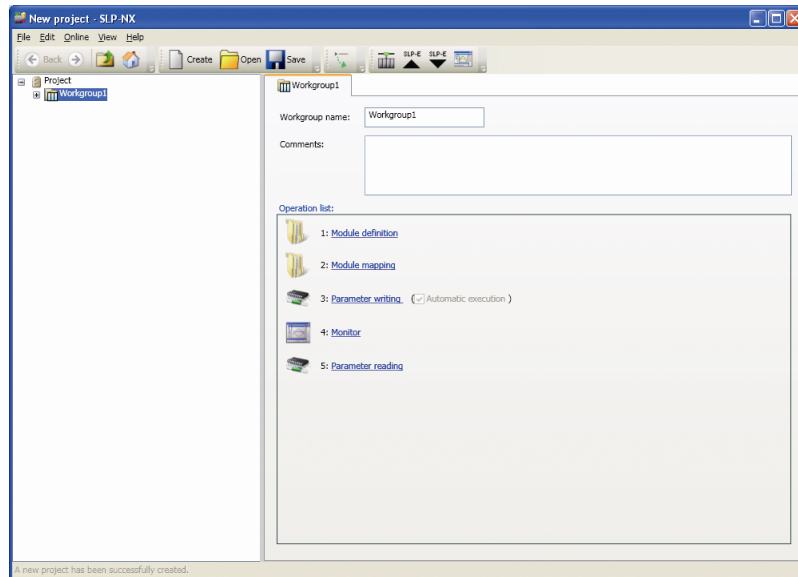 New project - SLP-NX
File Edit Online View Help
Back Create Open Save SLP-E SLP-E
Project
Workgroup1
Workgroup1
Workgroup name: Workgroup1
Comments:
Operation list:
1: Module definition
2: Module mapping
3: Parameter writing ( Automatic execution )
4: Monitor
5: Parameter reading
A new project has been successfully created.